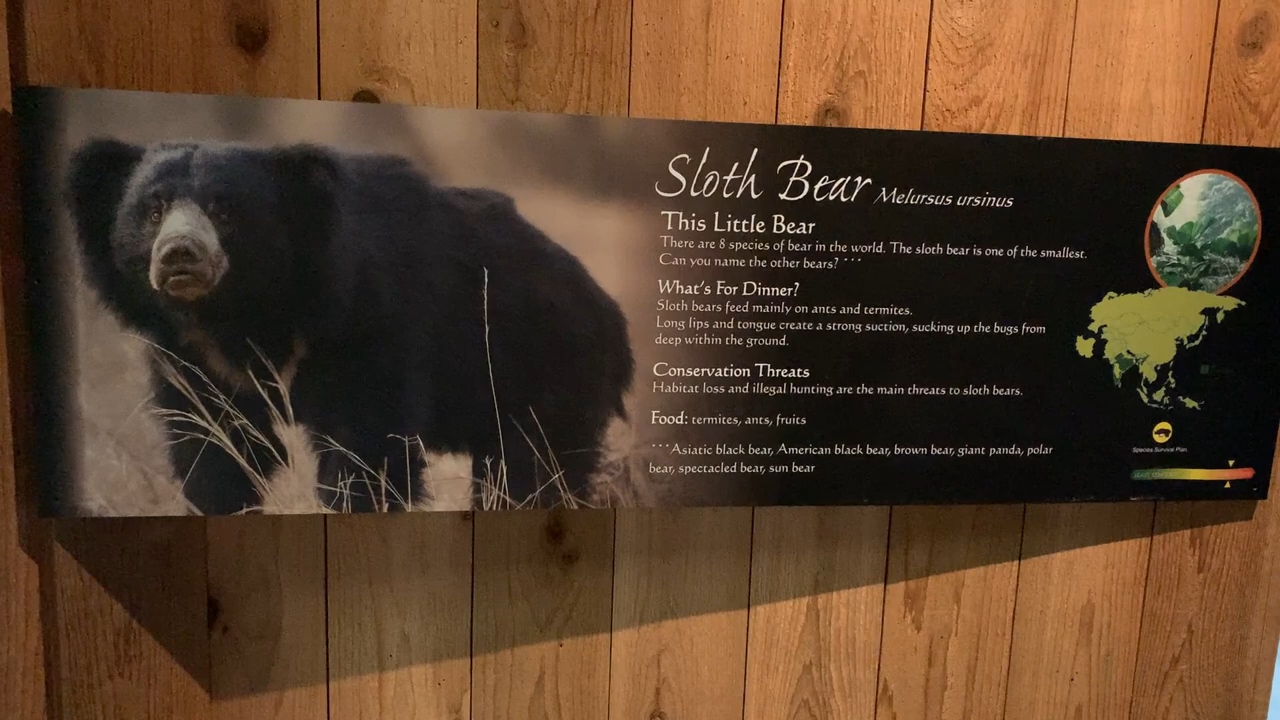 Sloth Bear Melursus ursinus
This Little Bear
There are 8 species of bear in the world. The sloth bear is one of the smallest.
Can you name the other bears? ***
What's For Dinner?
Sloth bears feed mainly on ants and termites.
Long lips and tongue create a strong suction, sucking up the bugs from
deep within the ground.
Conservation Threats
Habitat loss and illegal hunting are the main threats to sloth bears.
Food: termites, ants, fruits
***Asiatic black bear, American black bear, brown bear, giant panda, polar
bear, spectacled bear, sun bear
Species Survival Plan